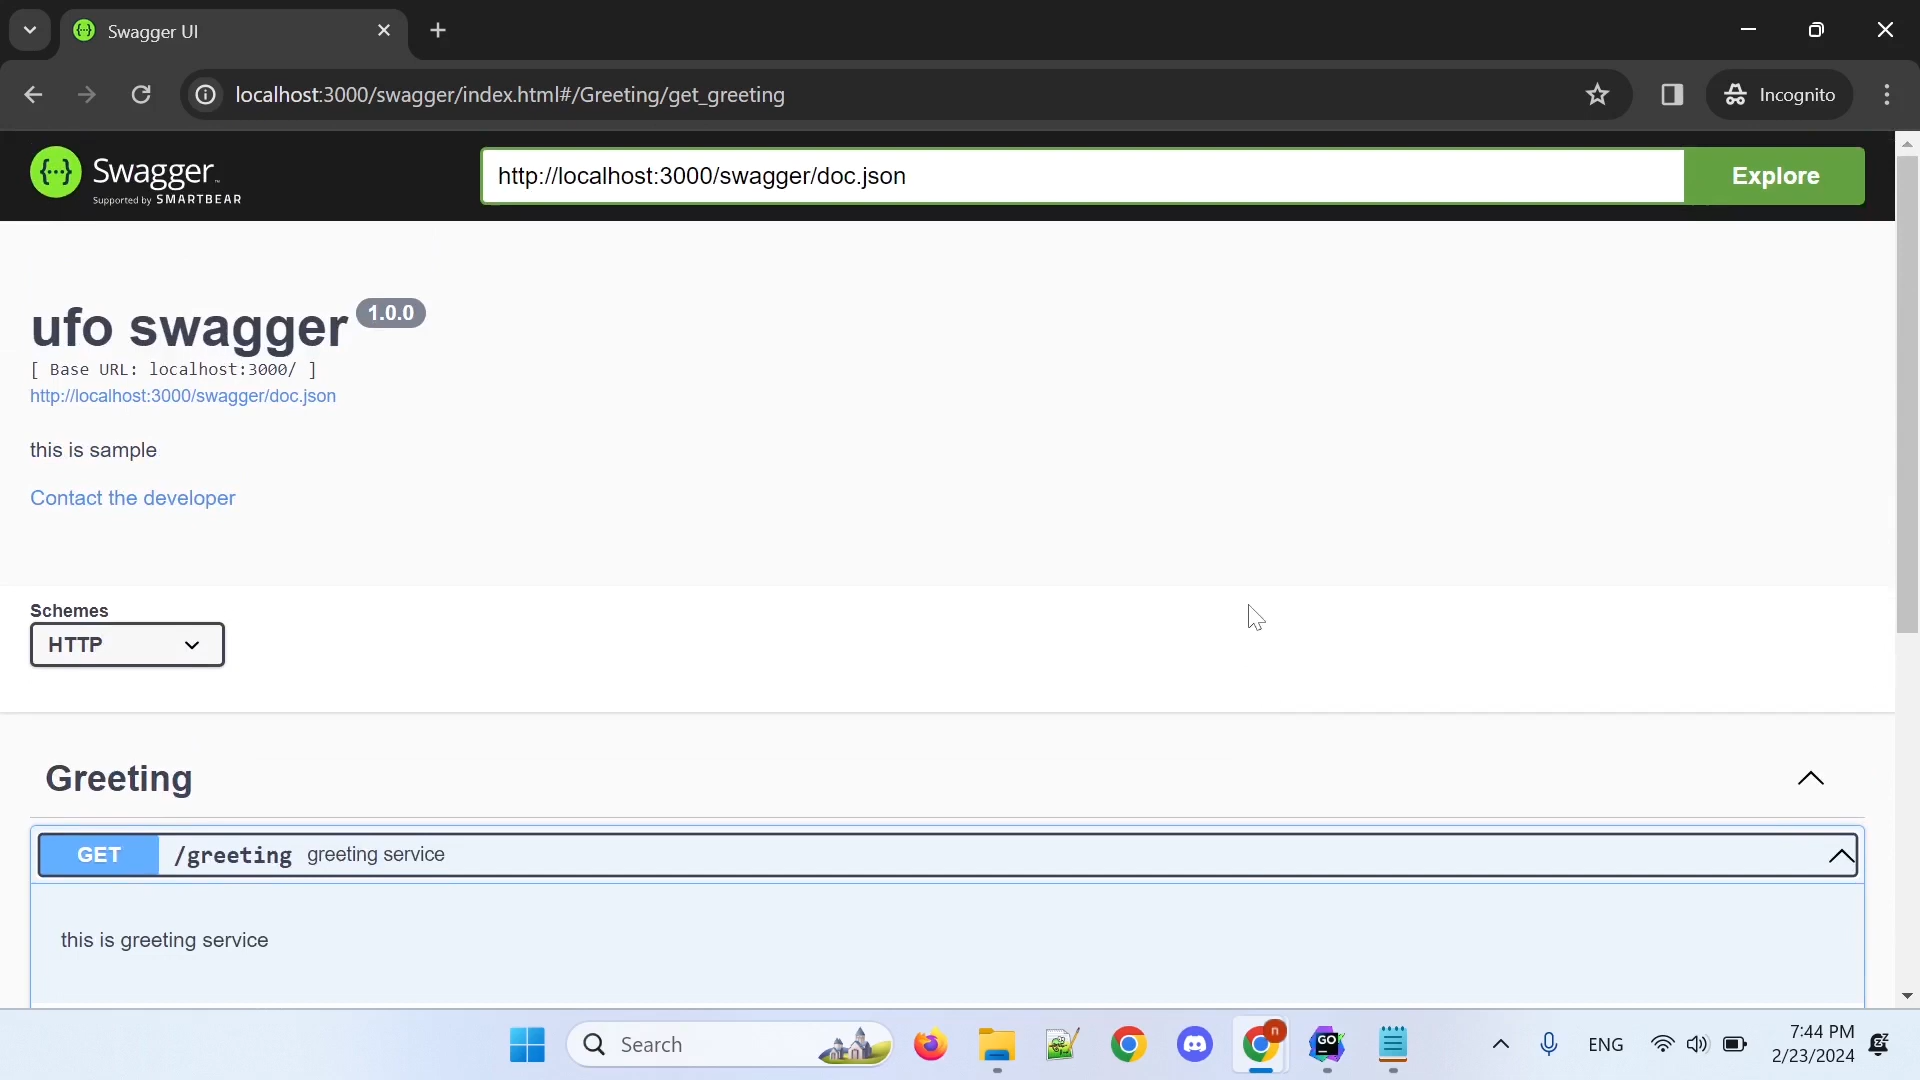 Swagger UI
localhost:3000/swagger/index.html#/Greeting/get_greeting
Incognito
Swagger
Supported by SMARTBEAR
http://localhost:3000/swagger/doc.json
Explore
ufo swagger 1.0.0
[ Base URL: localhost:3000/ ]
http://localhost:3000/swagger/doc.json
this is sample
Contact the developer
Schemes
HTTP
Greeting
GET /greeting greeting service
this is greeting service
Search
n
GO
ENG
7:44 PM
2/23/2024